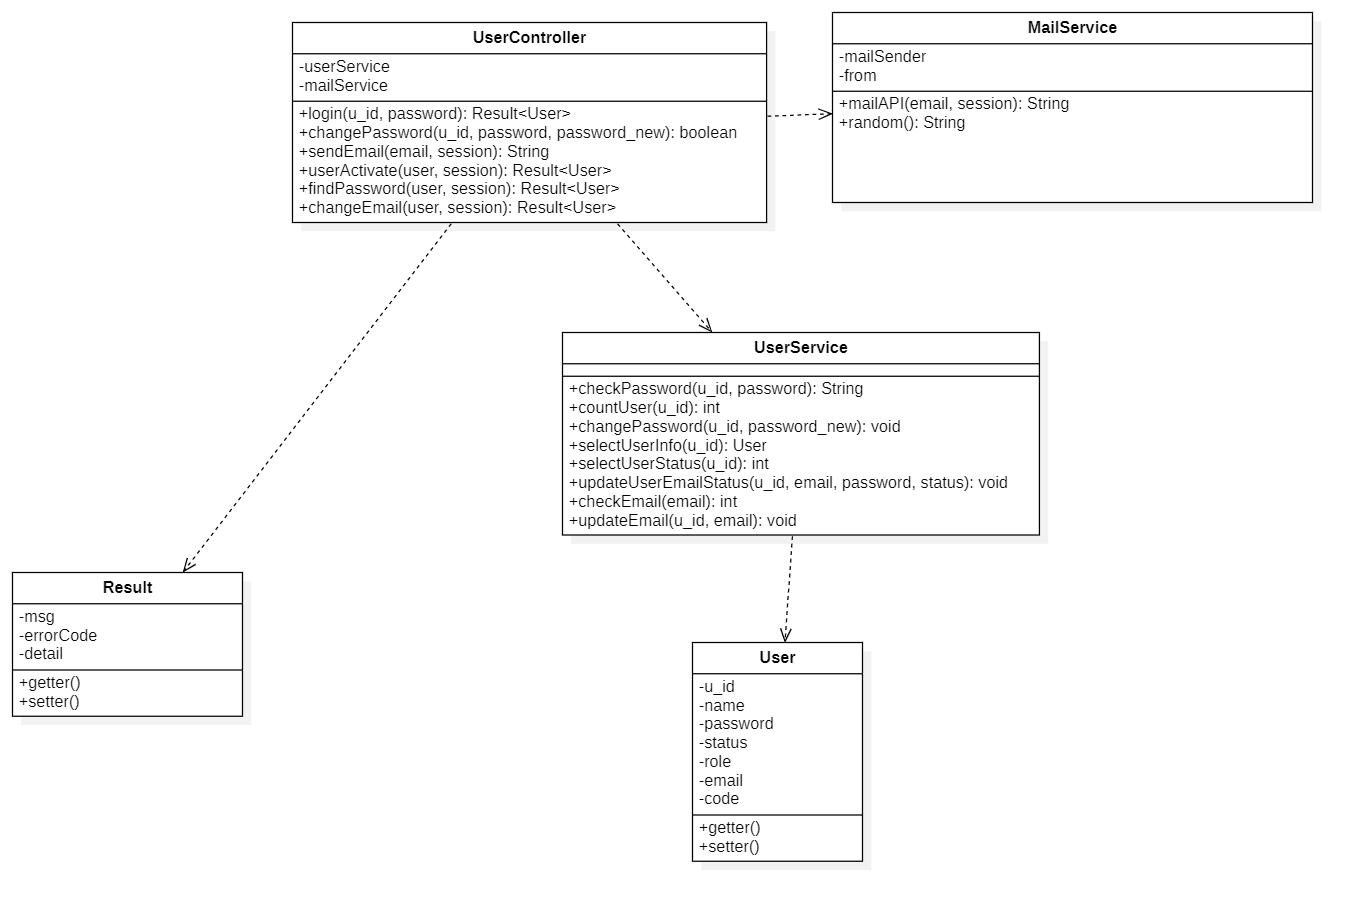 UserController
-userService
-mailService
+login(u_id, password): Result<User>
+changePassword(u_id, password, password_new): boolean
+sendEmail(email, session): String
+userActivate(user, session): Result<User>
+findPassword(user, session): Result<User>
+changeEmail(user, session): Result<User>
MailService
-mailSender
-from
+mailAPI(email, session): String
+random(): String
UserService
+checkPassword(u_id, password): String
+countUser(u_id): int
+changePassword(u_id, password_new): void
+selectUserInfo(u_id): User
+selectUserStatus(u_id): int
+updateUserEmailStatus(u_id, email, password, status): void
+checkEmail(email): int
+updateEmail(u_id, email): void
Result
-msg
-errorCode
-detail
+getter()
+setter()
User
-u_id
-name
-password
-status
-role
-email
-code
+getter()
+setter()